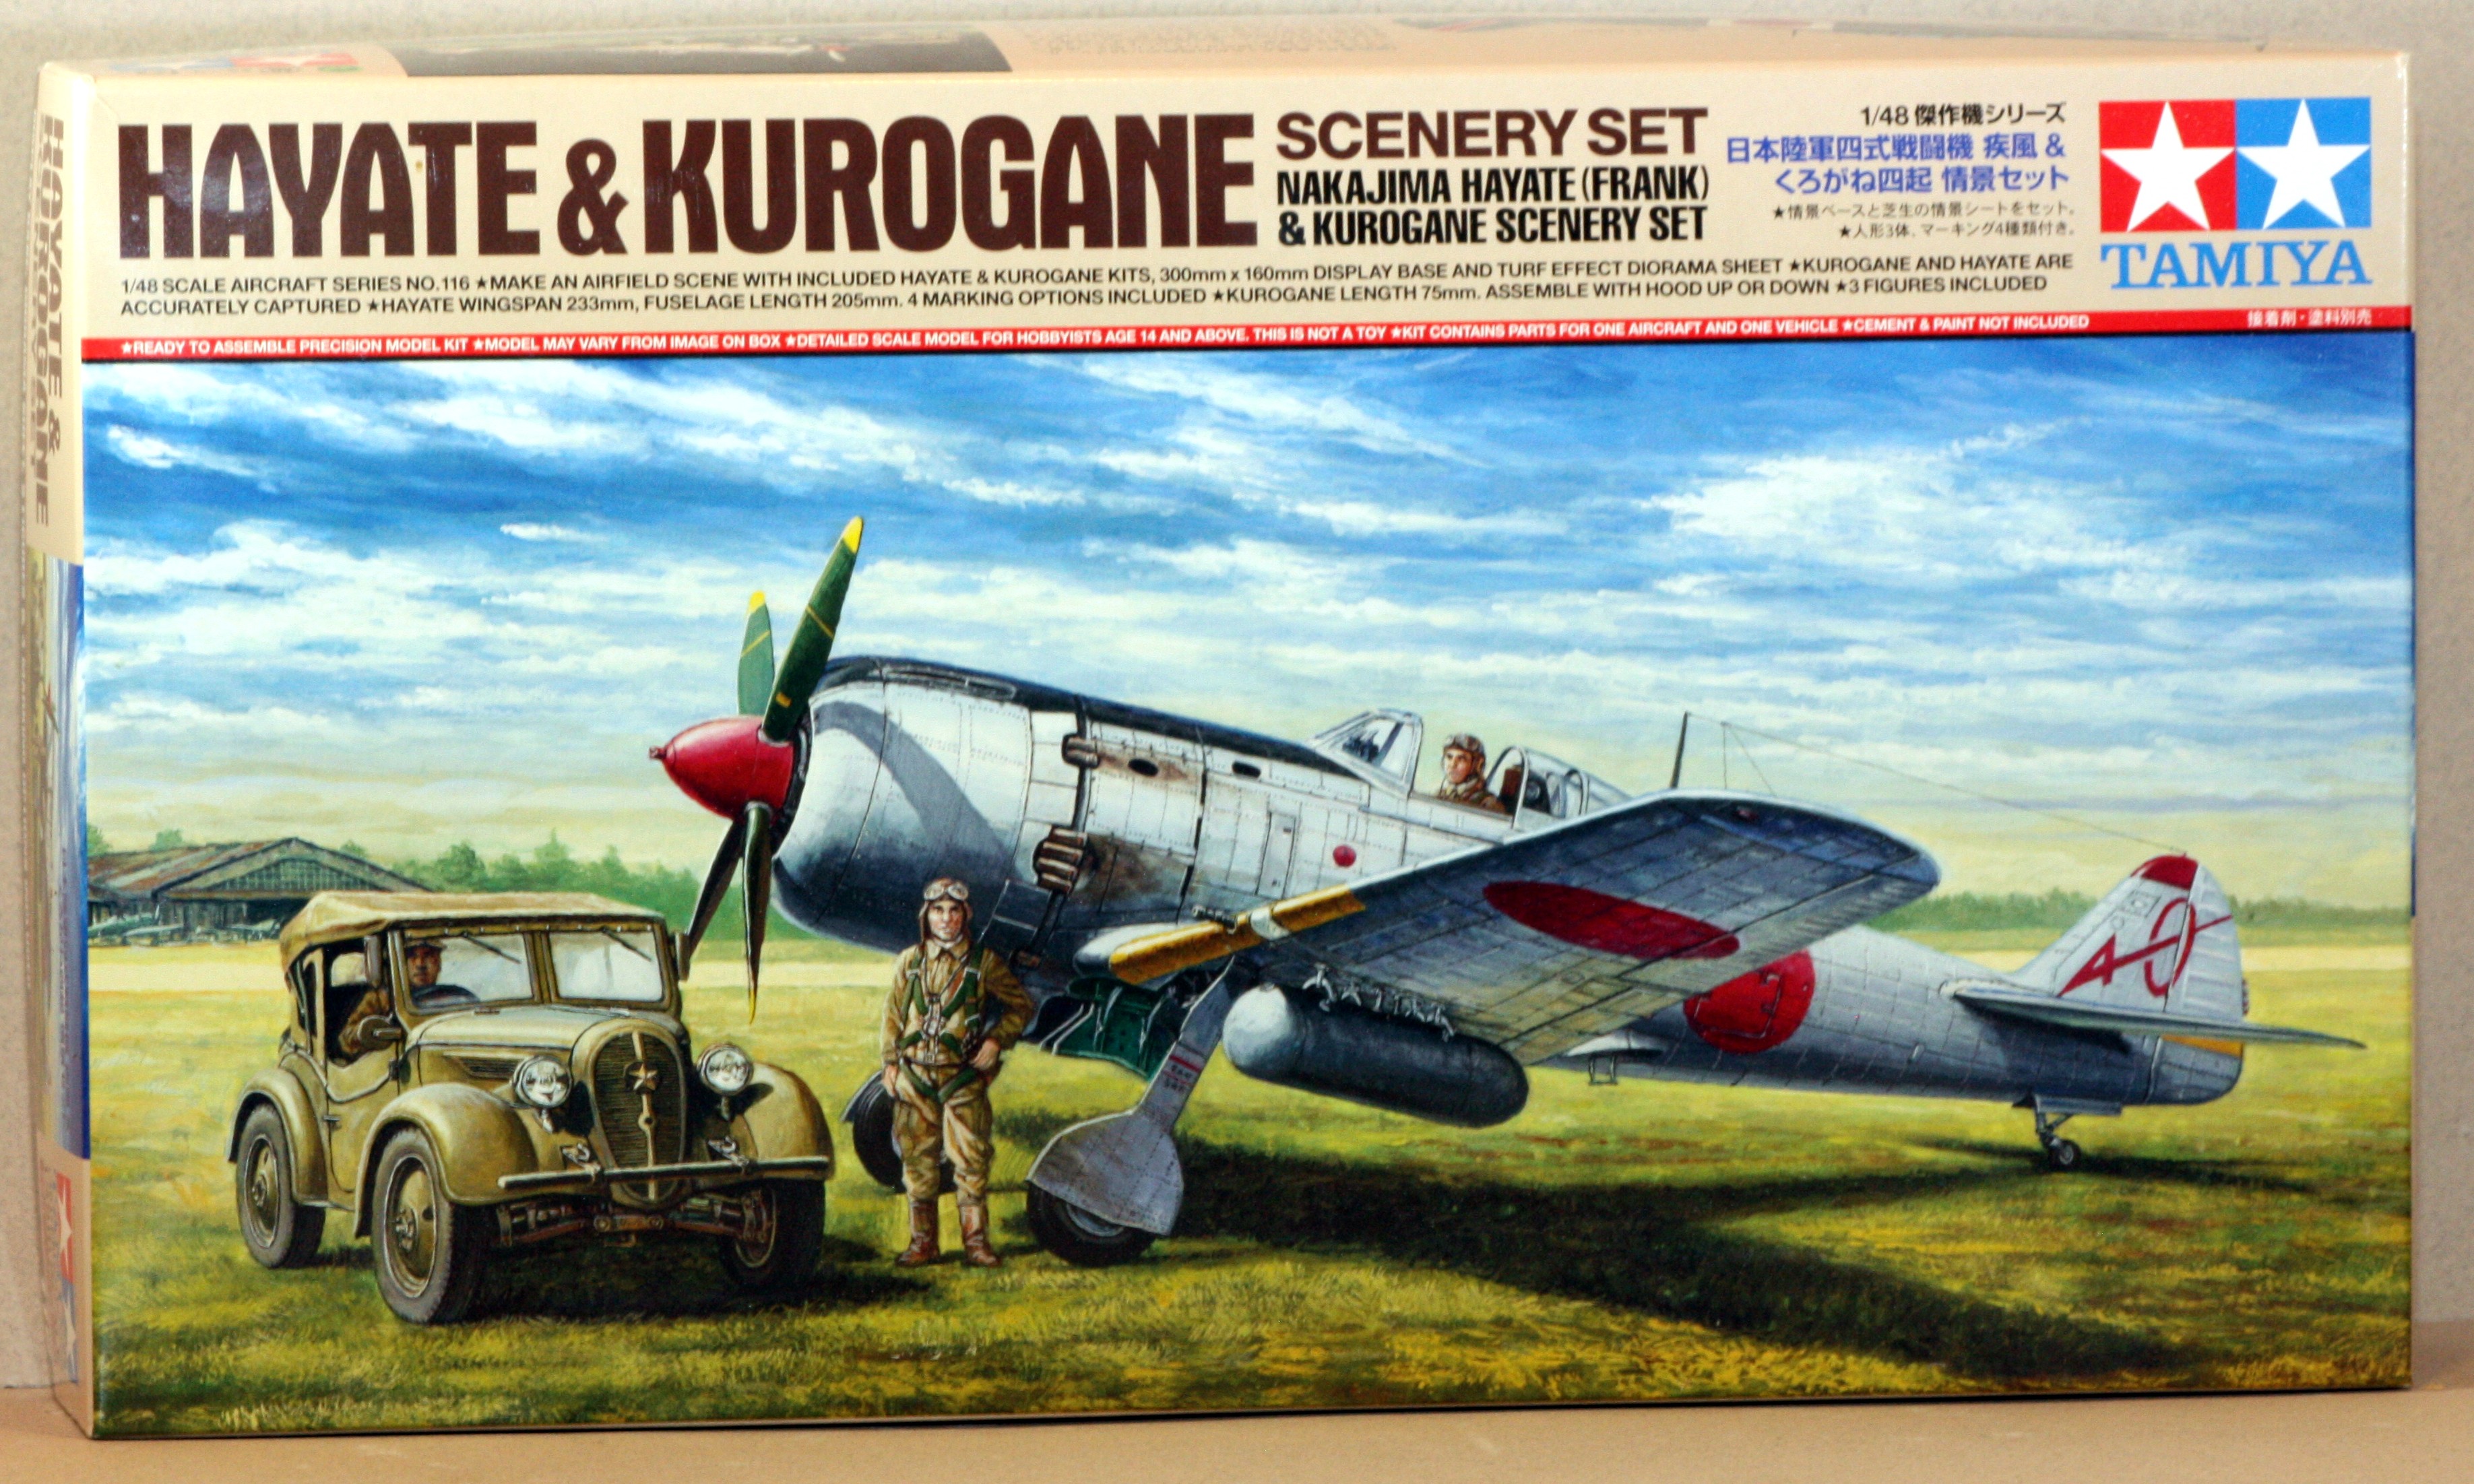 HAYATE & KUROGANE
SCENERY SET
NAKAJIMA HAYATE (FRANK)
& KUROGANE SCENERY SET
1/48 傑作機シリーズ
日本陸軍四式戦闘機 疾風 &
くろがね四起 情景セット
★情景ベースと芝生の情景シートをセット。
★人形3体、マーキング4種類付き。
TAMIYA
1/48 SCALE AIRCRAFT SERIES NO.116 ★MAKE AN AIRFIELD SCENE WITH INCLUDED HAYATE & KUROGANE KITS, 300mm x 160mm DISPLAY BASE AND TURF EFFECT DIORAMA SHEET ★KUROGANE AND HAYATE ARE
ACCURATELY CAPTURED ★HAYATE WINGSPAN 233mm, FUSELAGE LENGTH 205mm. 4 MARKING OPTIONS INCLUDED ★KUROGANE LENGTH 75mm. ASSEMBLE WITH HOOD UP OR DOWN ★3 FIGURES INCLUDED
★READY TO ASSEMBLE PRECISION MODEL KIT ★MODEL MAY VARY FROM IMAGE ON BOX ★DETAILED SCALE MODEL FOR HOBBYISTS AGE 14 AND ABOVE. THIS IS NOT A TOY ★KIT CONTAINS PARTS FOR ONE AIRCRAFT AND ONE VEHICLE ★CEMENT & PAINT NOT INCLUDED
接着剤・塗料別売
HAYATE &
KUROGANE